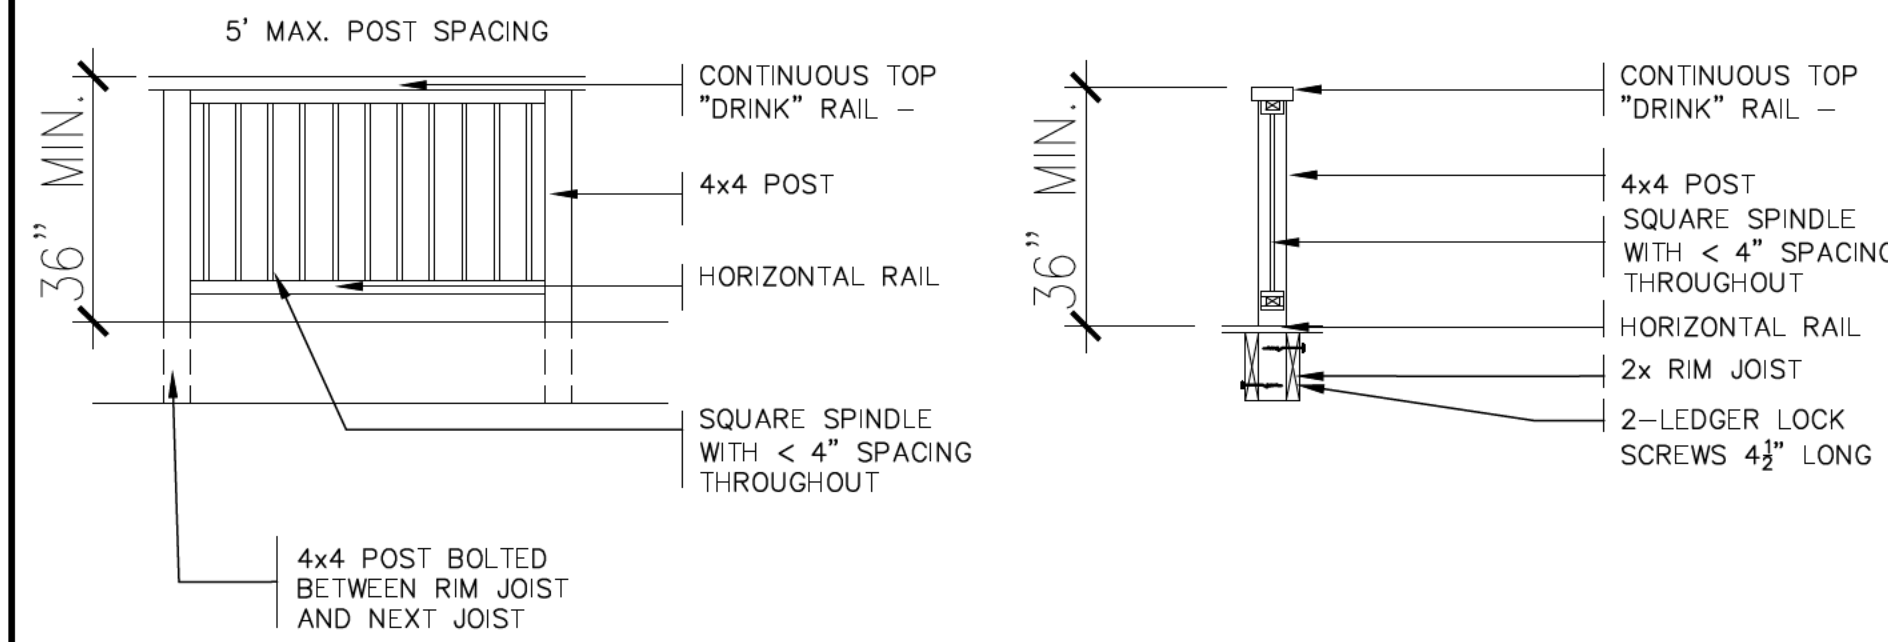 5' MAX. POST SPACING
36" MIN.
CONTINUOUS TOP
"DRINK" RAIL –
4x4 POST
HORIZONTAL RAIL
SQUARE SPINDLE
WITH < 4" SPACING
THROUGHOUT
4x4 POST BOLTED
BETWEEN RIM JOIST
AND NEXT JOIST
36" MIN.
CONTINUOUS TOP
"DRINK" RAIL –
4x4 POST
SQUARE SPINDLE
WITH < 4" SPACING
THROUGHOUT
HORIZONTAL RAIL
2x RIM JOIST
2-LEDGER LOCK
SCREWS 4½" LONG